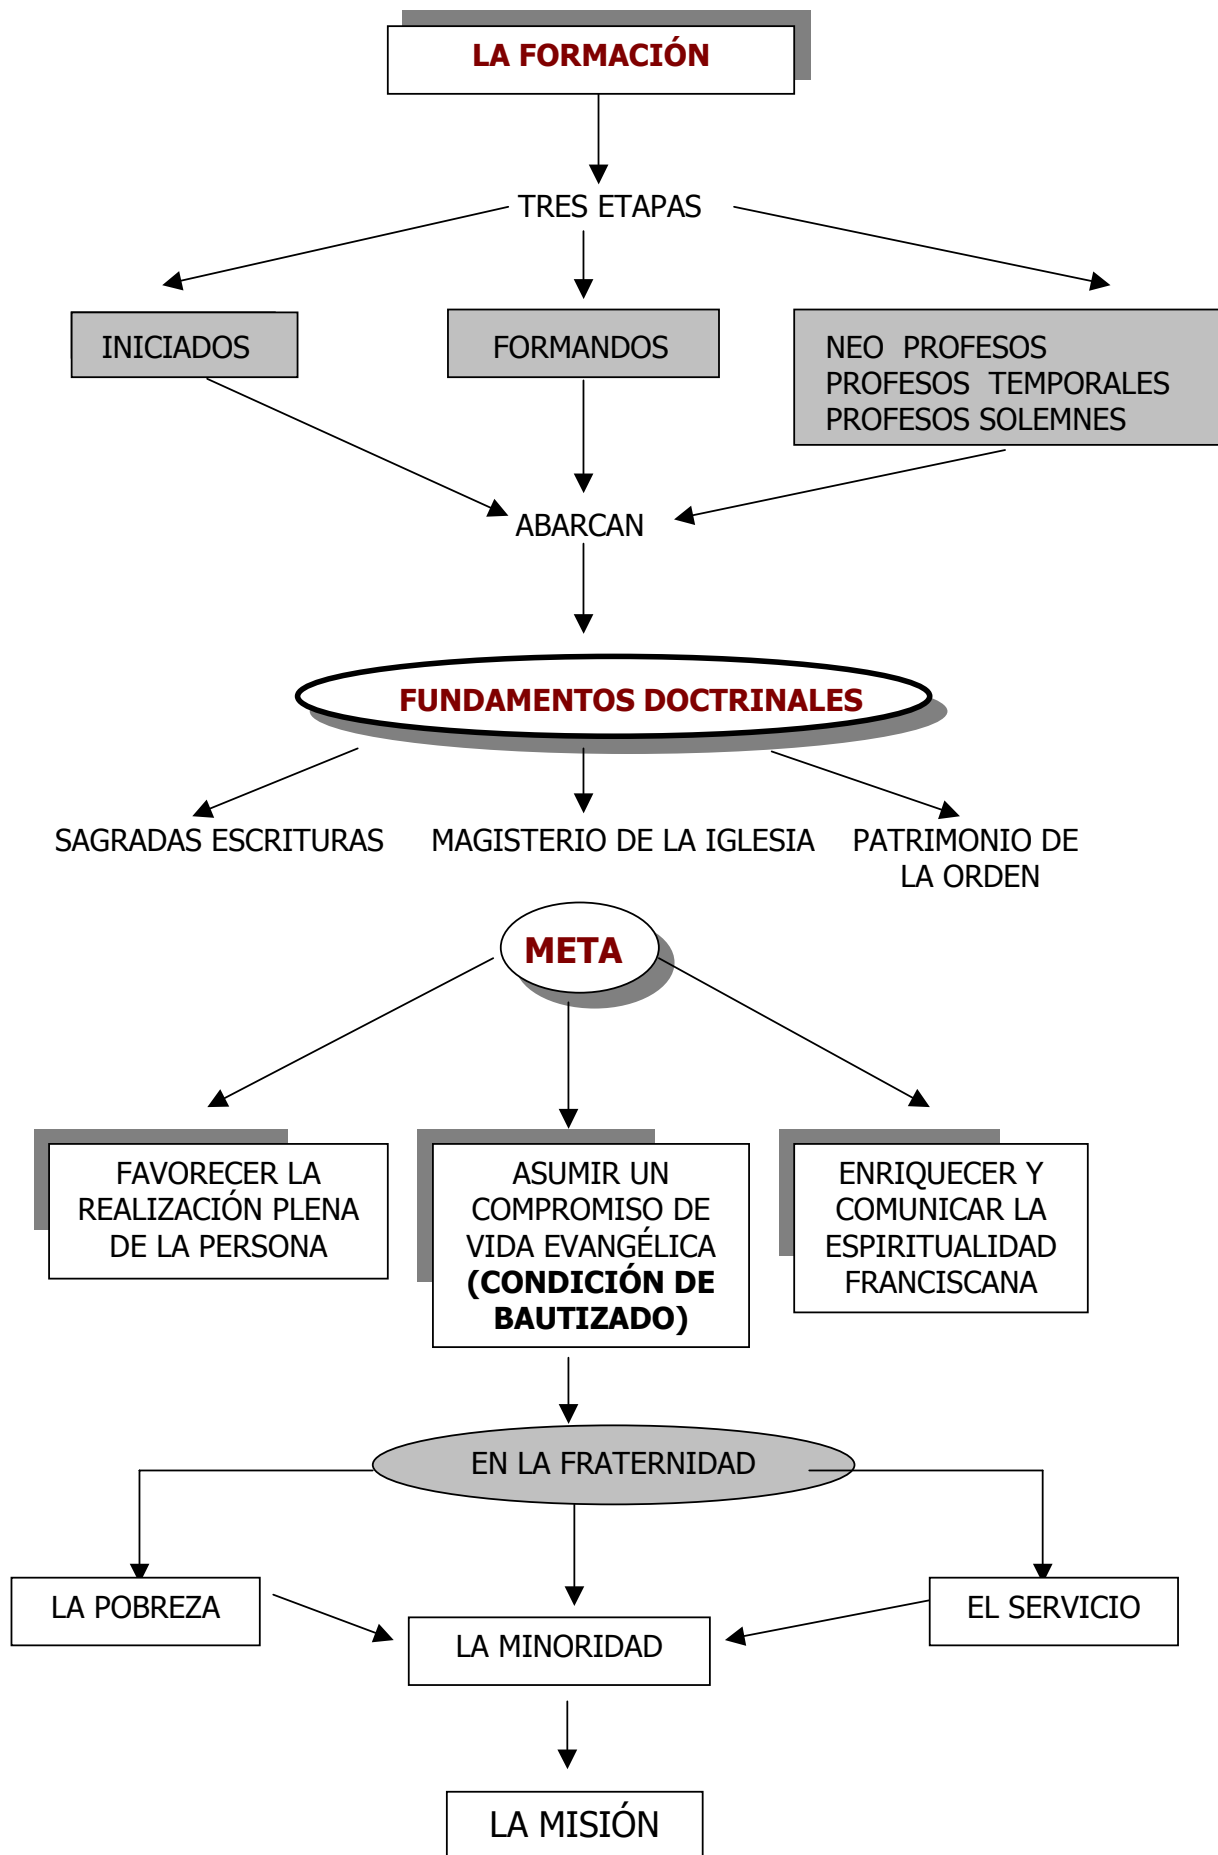 LA FORMACIÓN
TRES ETAPAS
INICIADOS
FORMANDOS
NEO PROFESOS
PROFESOS TEMPORALES
PROFESOS SOLEMNES
ABARCAN
FUNDAMENTOS DOCTRINALES
SAGRADAS ESCRITURAS
MAGISTERIO DE LA IGLESIA
PATRIMONIO DE
LA ORDEN
META
FAVORECER LA
REALIZACIÓN PLENA
DE LA PERSONA
ASUMIR UN
COMPROMISO DE
VIDA EVANGÉLICA
(CONDICIÓN DE
BAUTIZADO)
ENRIQUECER Y
COMUNICAR LA
ESPIRITUALIDAD
FRANCISCANA
EN LA FRATERNIDAD
LA POBREZA
LA MINORIDAD
EL SERVICIO
LA MISIÓN